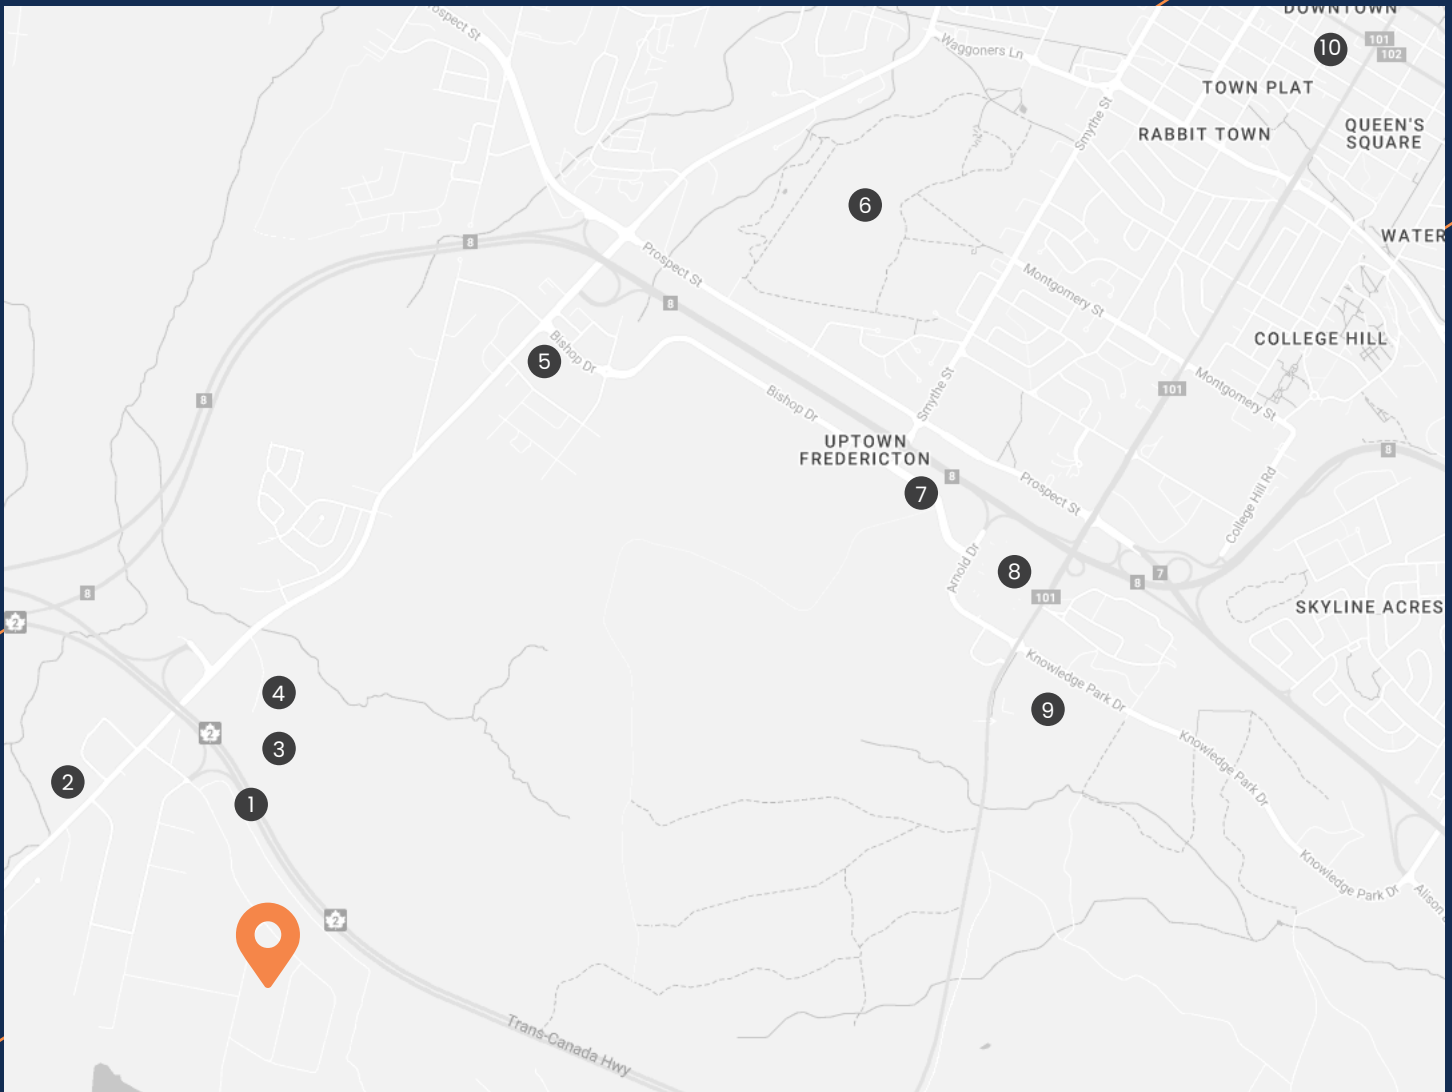 DOWNTOWN
rospect St
Waggoners Ln
10
101
102
TOWN PLAT
Smythe St
RABBIT TOWN
QUEEN'S
SQUARE
6
WATER
8
Prospect St
Montgomery St
8
COLLEGE HILL
5
Bishop Dr
101
Montgomery St
8
Bishop Dr
Smythe St
UPTOWN
FREDERICTON
8
8
7
Prospect St
College Hill Rd
Arnold Dr
8
7
8
101
8
SKYLINE ACRES
2
Knowledge Park Dr
4
9
2
3
Knowledge Park Dr
2
1
Knowledge Park Dr
Alison
2
Trans-Canada Hwy